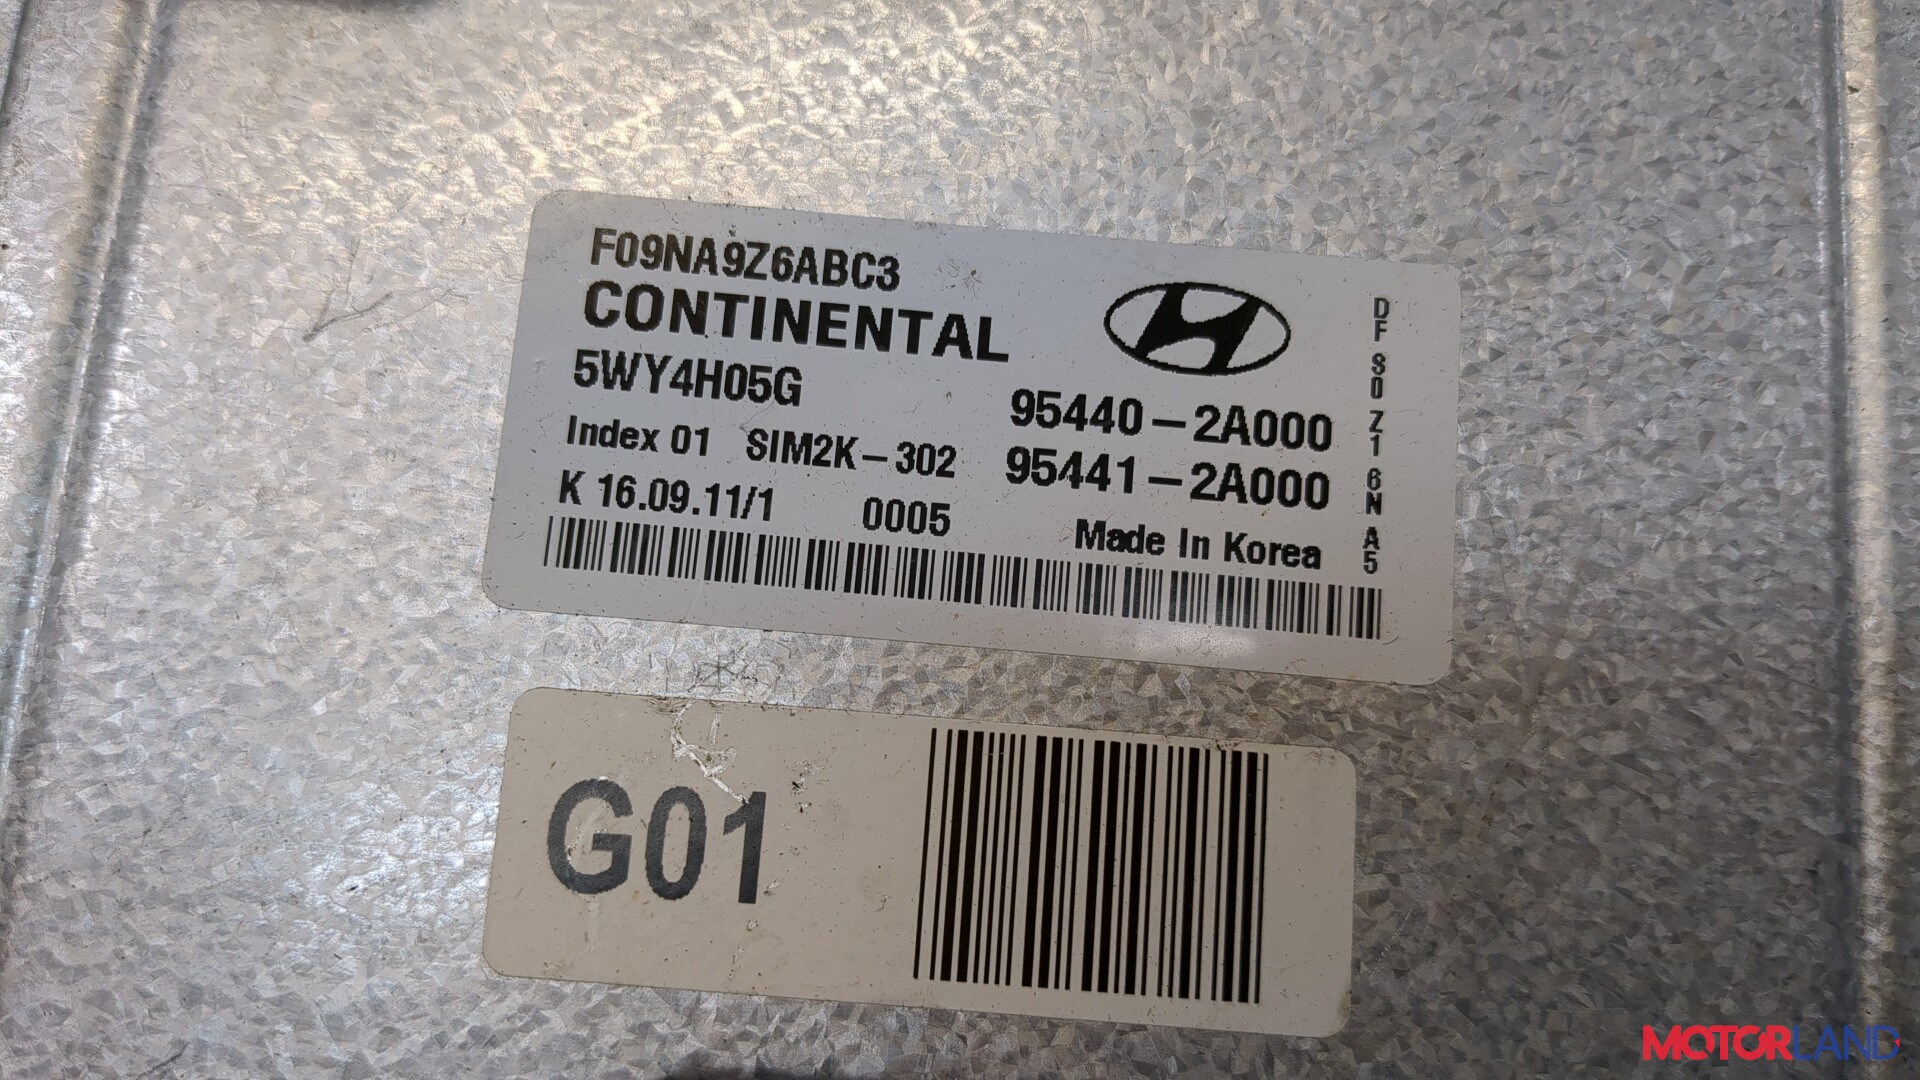 F09NA9Z6ABC3
CONTINENTAL
5WY4H05G
95440-2A000
Index 01 SIM2K-302
95441-2A000
K 16.09.11/1 0005
Made In Korea
DF S0 Z1 6N A5
G01
MOTORLAND